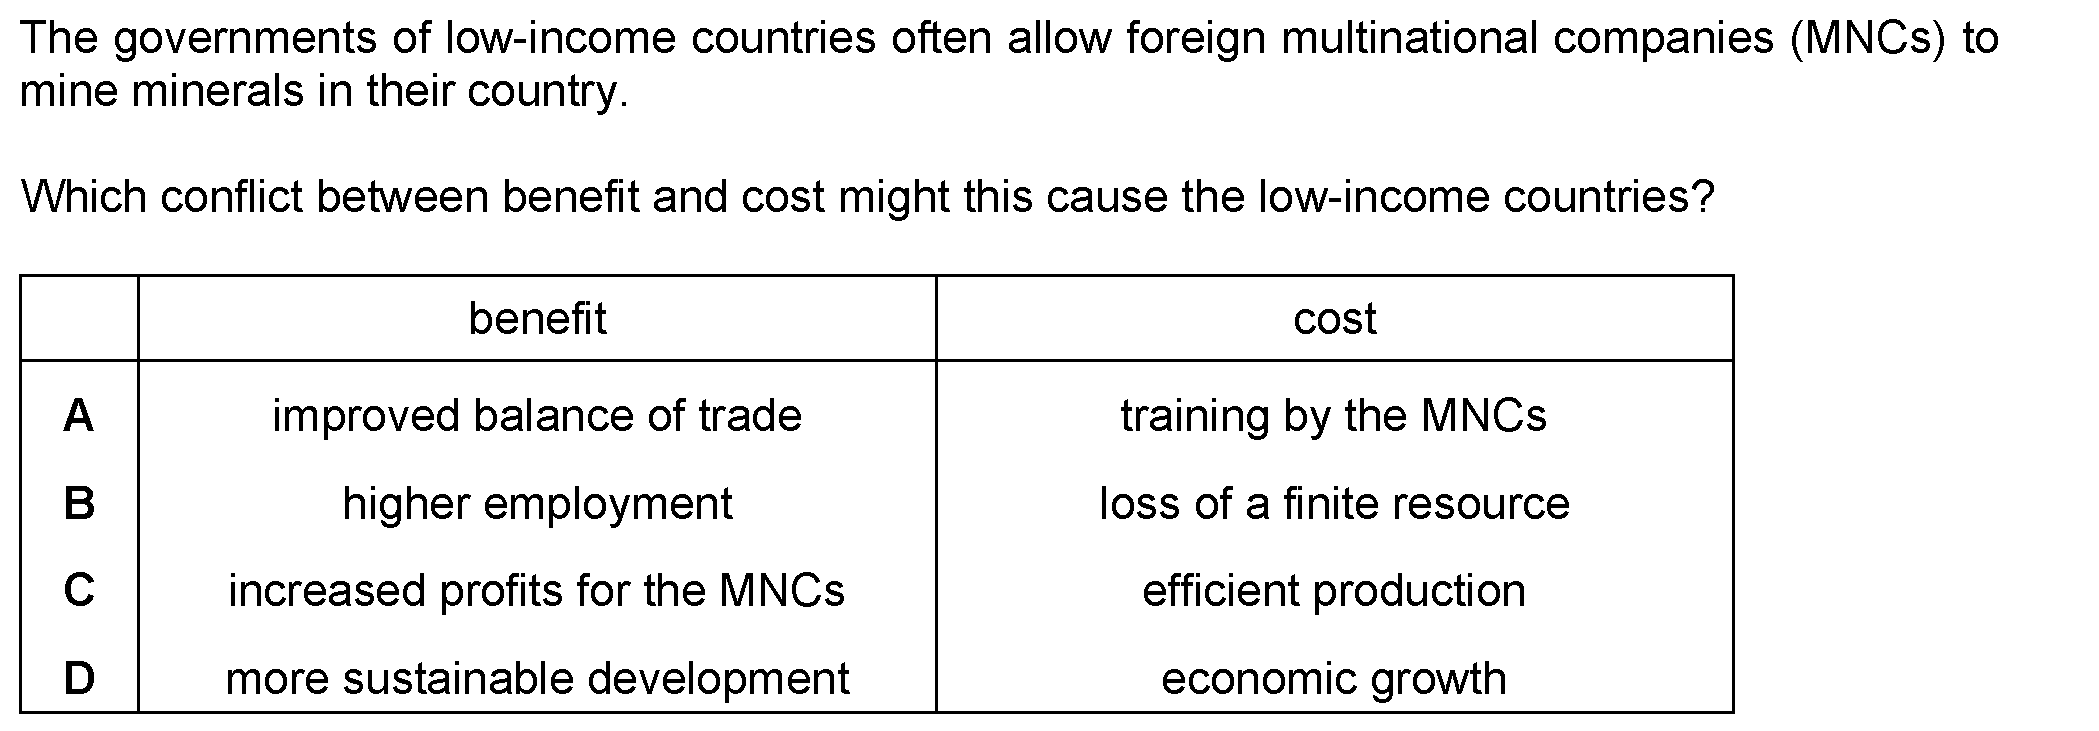 The governments of low-income countries often allow foreign multinational companies (MNCs) to
mine minerals in their country.
Which conflict between benefit and cost might this cause the low-income countries?
benefit cost
A improved balance of trade training by the MNCs
B higher employment loss of a finite resource
C increased profits for the MNCs efficient production
D more sustainable development economic growth